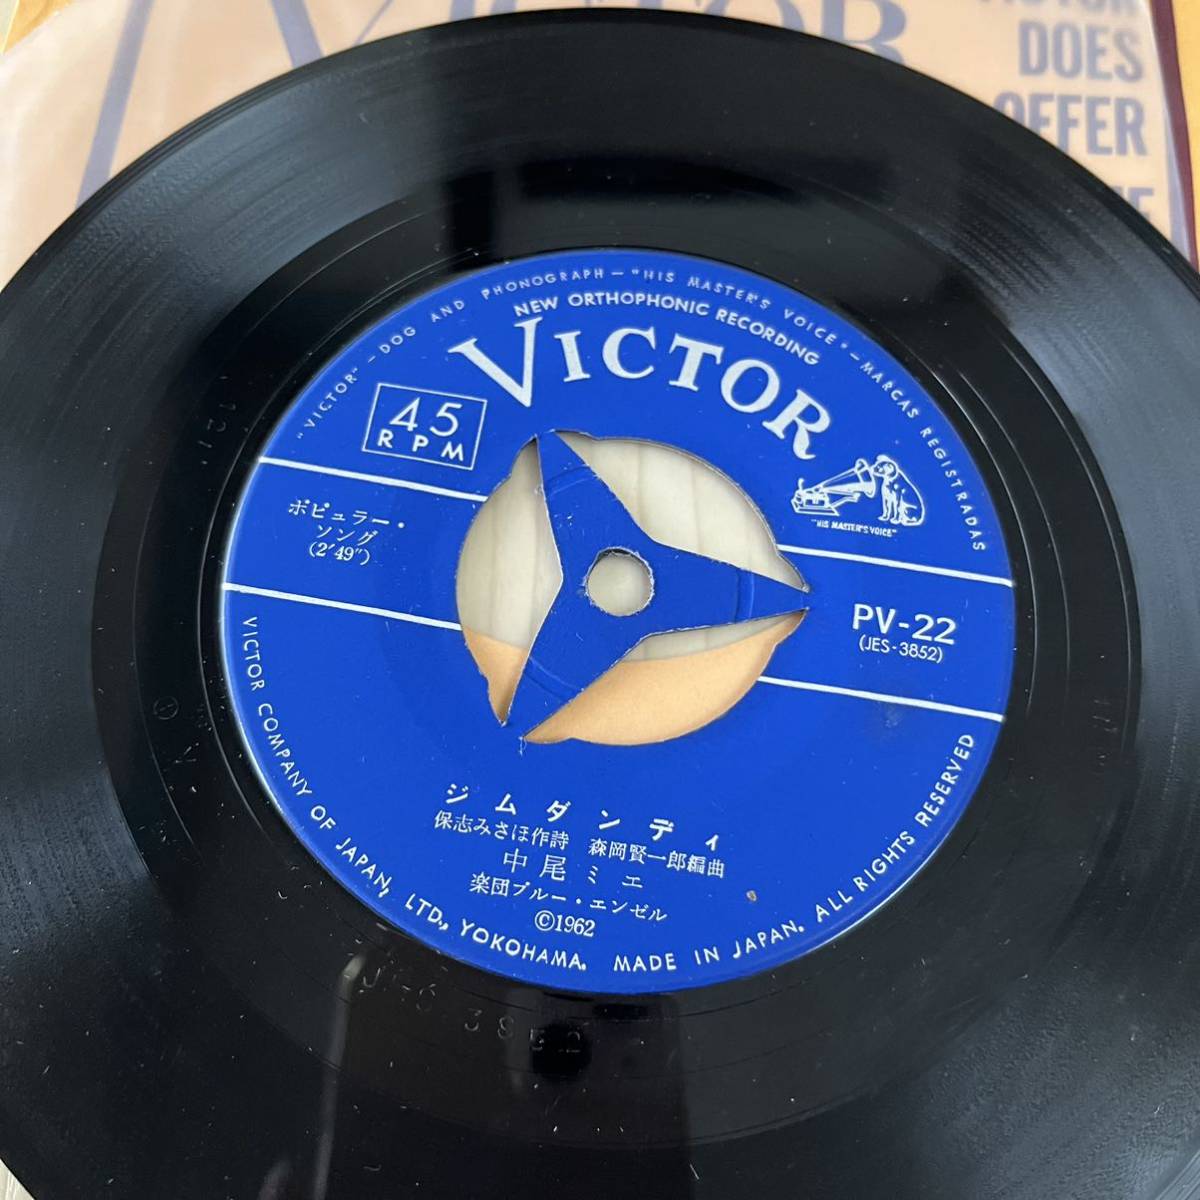 VICTOR
DOES
OFFER
"VICTOR" – DOG AND PHONOGRAPH – "HIS MASTER'S VOICE" – MARCAS REGISTRADAS
NEW ORTHOPHONIC RECORDING
VICTOR
45
RPM
"HIS MASTER'S VOICE"
ポピュラー・
ソング
(2'49")
PV-22
(JES-3852)
ジムダンディ
保志みさほ作詩 森岡賢一郎編曲
中尾ミエ
楽団ブルー・エンゼル
©1962
VICTOR COMPANY OF JAPAN, LTD., YOKOHAMA. MADE IN JAPAN. ALL RIGHTS RESERVED